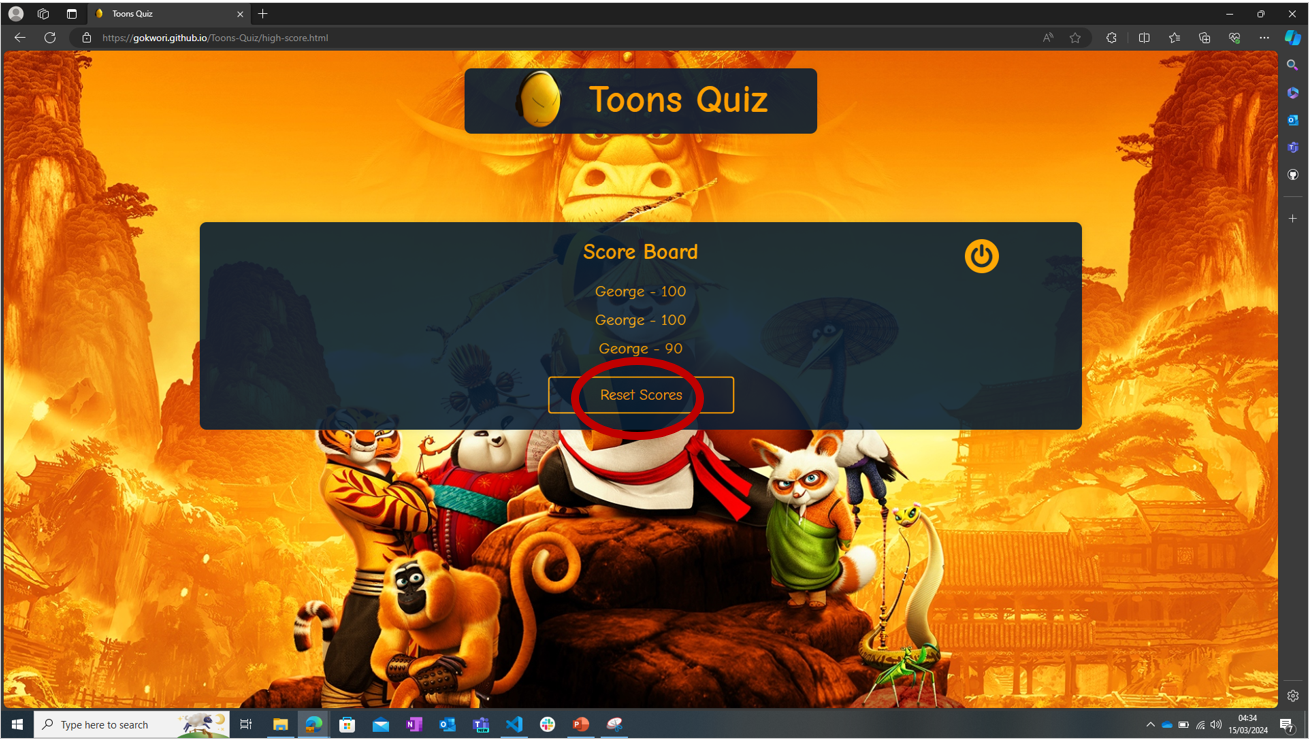 Toons Quiz
https://gokwori.github.io/Toons-Quiz/high-score.html
Toons Quiz
Score Board
George - 100
George - 100
George - 90
Reset Scores
Type here to search
04:34
15/03/2024
7